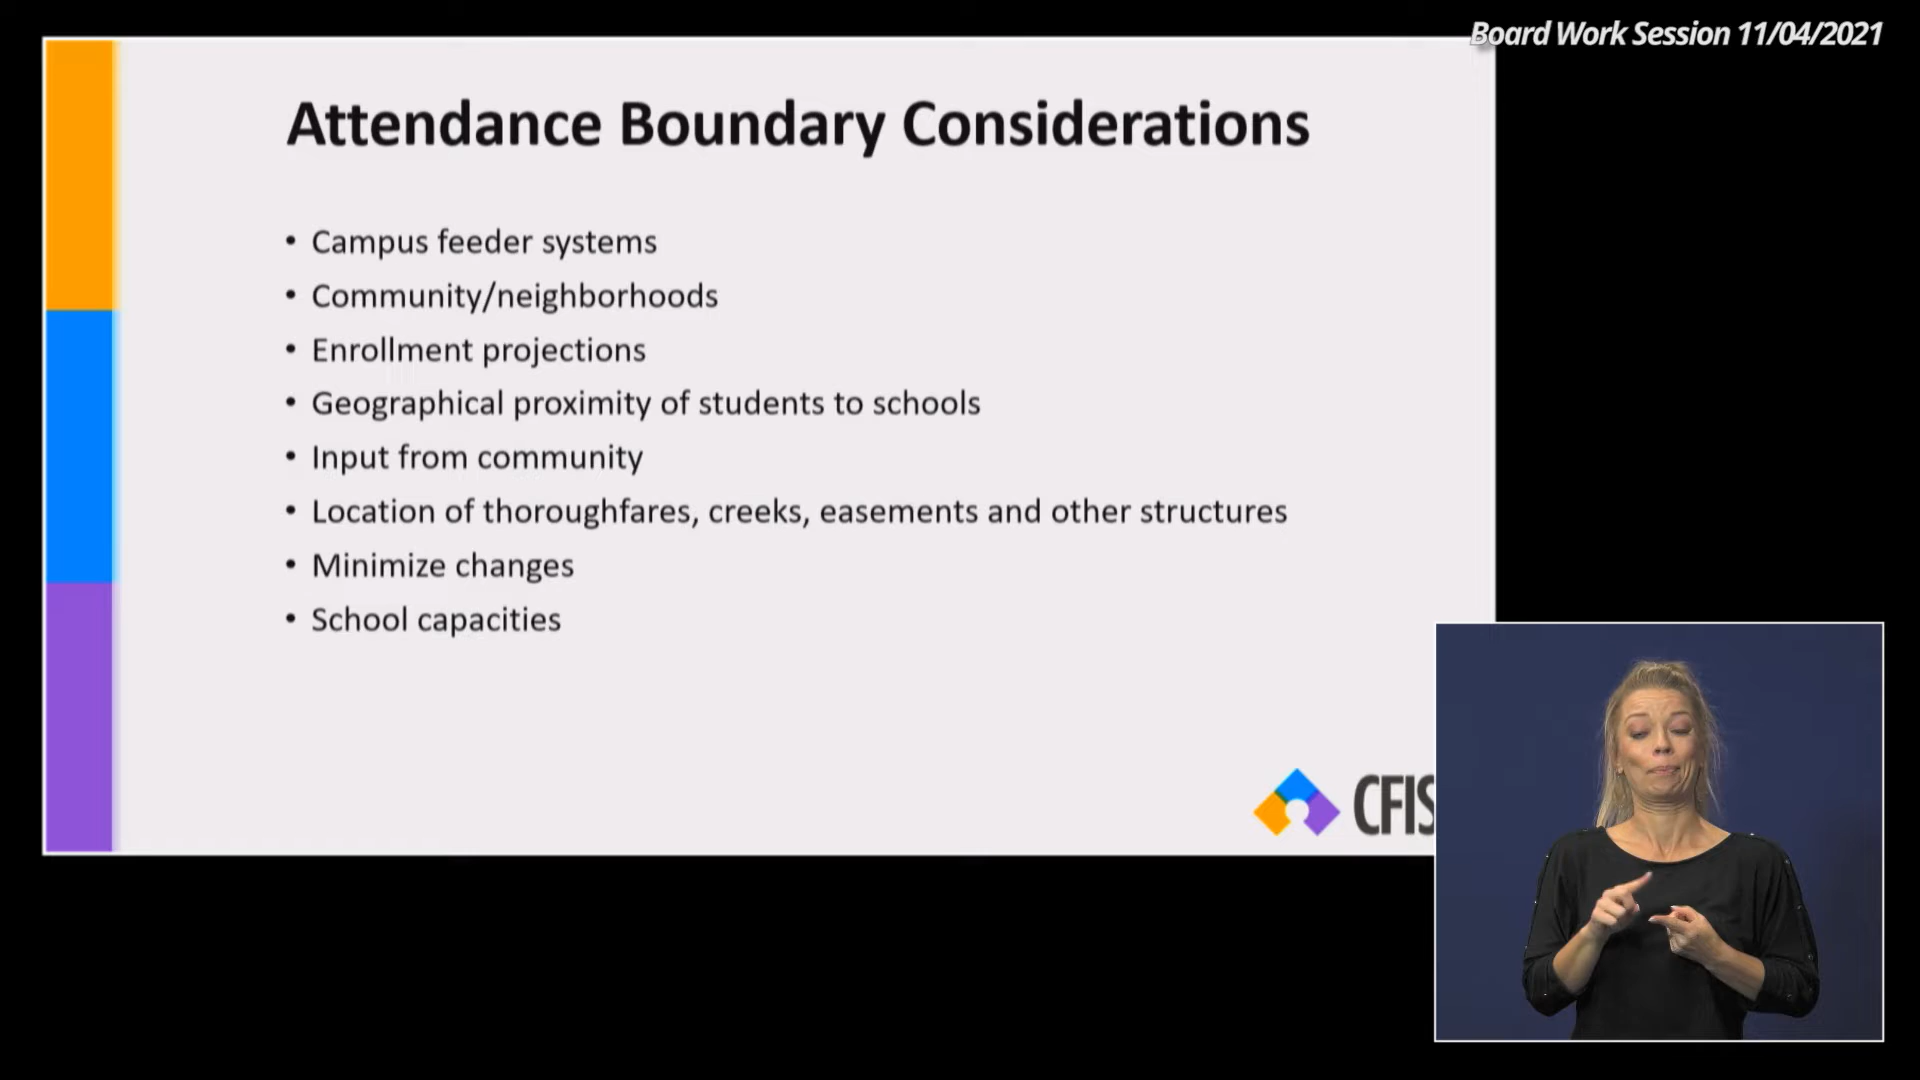 Board Work Session 11/04/2021
Attendance Boundary Considerations
• Campus feeder systems
• Community/neighborhoods
• Enrollment projections
• Geographical proximity of students to schools
• Input from community
• Location of thoroughfares, creeks, easements and other structures
• Minimize changes
• School capacities
CFIS